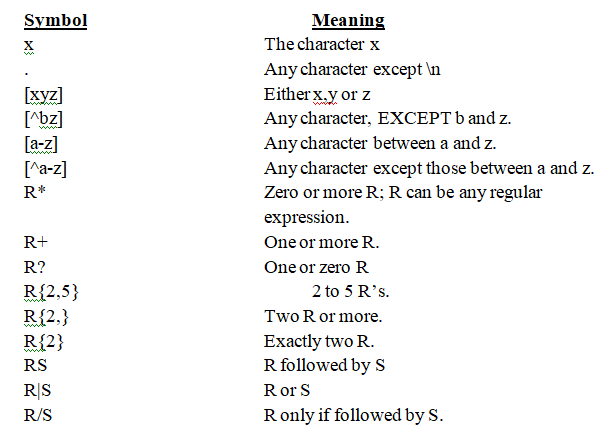 Symbol Meaning
x The character x
. Any character except \n
[xyz] Either x,y or z
[^bz] Any character, EXCEPT b and z.
[a-z] Any character between a and z.
[^a-z] Any character except those between a and z.
R* Zero or more R; R can be any regular
expression.
R+ One or more R.
R? One or zero R
R{2,5} 2 to 5 R’s.
R{2,} Two R or more.
R{2} Exactly two R.
RS R followed by S
R|S R or S
R/S R only if followed by S.